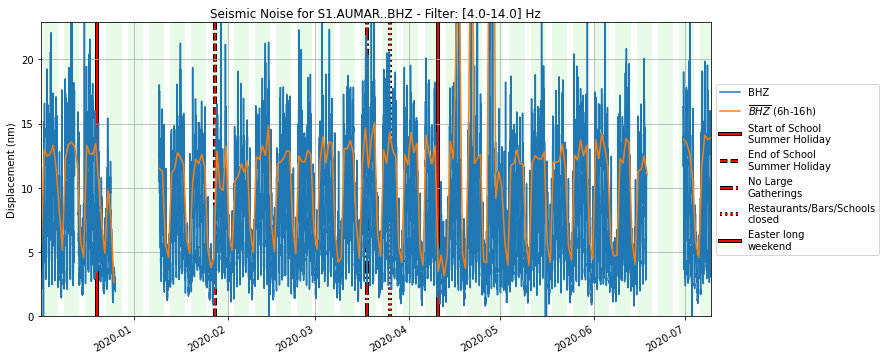 Seismic Noise for S1.AUMAR..BHZ - Filter: [4.0-14.0] Hz
Displacement (nm)
20
15
10
5
0
2020-01
2020-02
2020-03
2020-04
2020-05
2020-06
2020-07
BHZ
BHZ (6h-16h)
Start of School
Summer Holiday
End of School
Summer Holiday
No Large
Gatherings
Restaurants/Bars/Schools
closed
Easter long
weekend